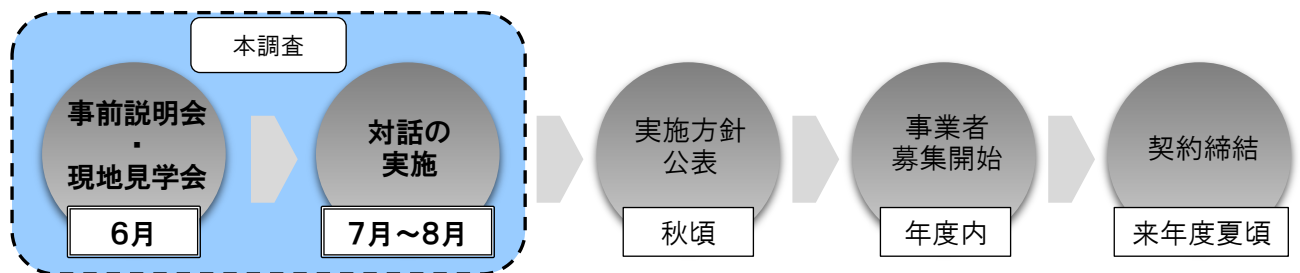 本調査
事前説明会
・
現地見学会
6月
対話の
実施
7月～8月
実施方針
公表
秋頃
事業者
募集開始
年度内
契約締結
来年度夏頃